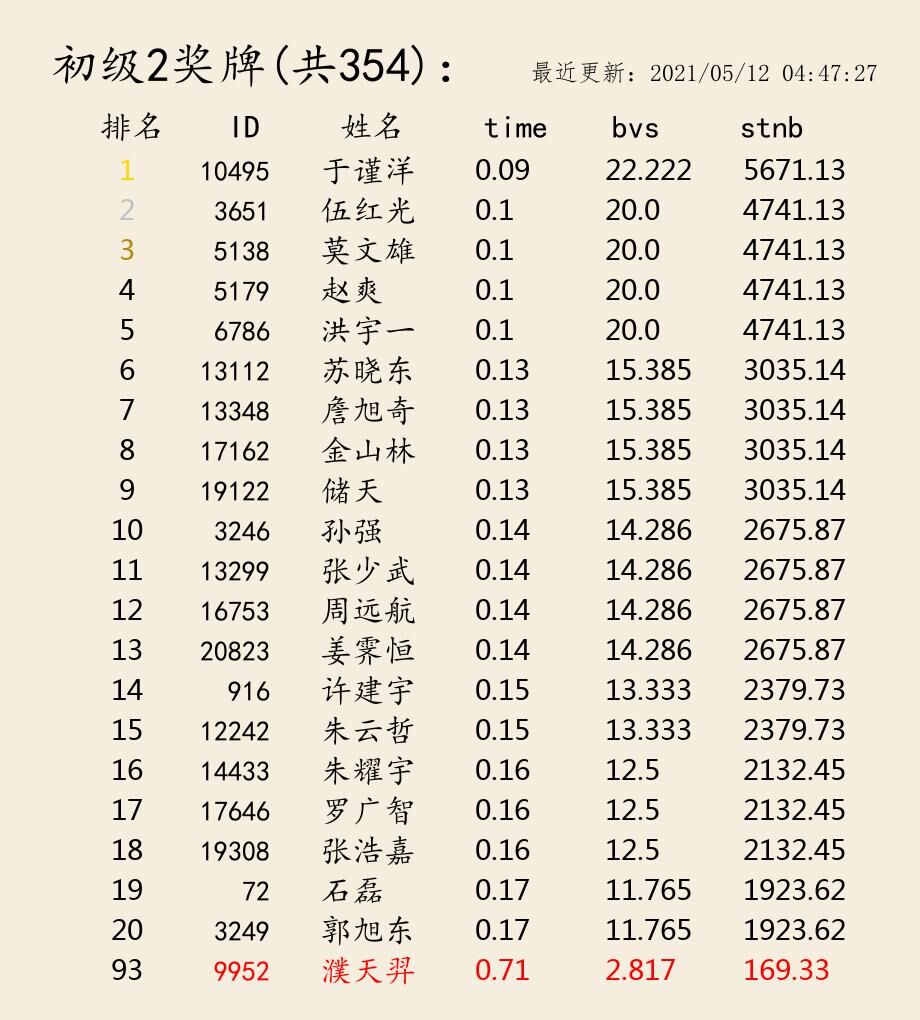 初级2奖牌(共354): 最近更新: 2021/05/12 04:47:27
排名 ID 姓名 time bvs stnb
1 10495 于谨洋 0.09 22.222 5671.13
2 3651 伍红光 0.1 20.0 4741.13
3 5138 莫文雄 0.1 20.0 4741.13
4 5179 赵爽 0.1 20.0 4741.13
5 6786 洪宇一 0.1 20.0 4741.13
6 13112 苏晓东 0.13 15.385 3035.14
7 13348 詹旭奇 0.13 15.385 3035.14
8 17162 金山林 0.13 15.385 3035.14
9 19122 储天 0.13 15.385 3035.14
10 3246 孙强 0.14 14.286 2675.87
11 13299 张少武 0.14 14.286 2675.87
12 16753 周远航 0.14 14.286 2675.87
13 20823 姜霁恒 0.14 14.286 2675.87
14 916 许建宇 0.15 13.333 2379.73
15 12242 朱云哲 0.15 13.333 2379.73
16 14433 朱耀宇 0.16 12.5 2132.45
17 17646 罗广智 0.16 12.5 2132.45
18 19308 张浩嘉 0.16 12.5 2132.45
19 72 石磊 0.17 11.765 1923.62
20 3249 郭旭东 0.17 11.765 1923.62
93 9952 濮天羿 0.71 2.817 169.33